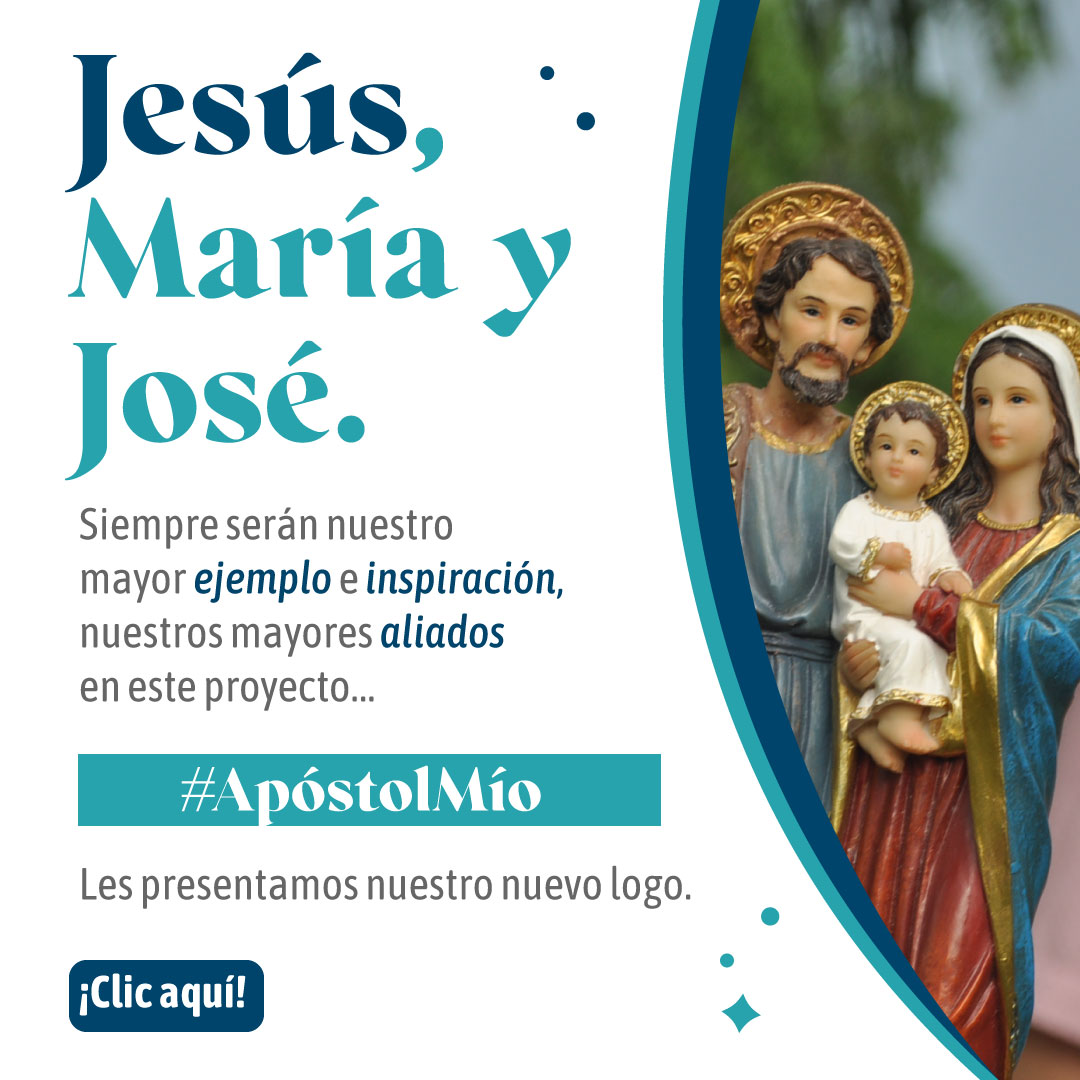 Jesús,
María y
José.
Siempre serán nuestro
mayor ejemplo e inspiración,
nuestros mayores aliados
en este proyecto...
#ApóstolMío
Les presentamos nuestro nuevo logo.
¡Clic aquí!